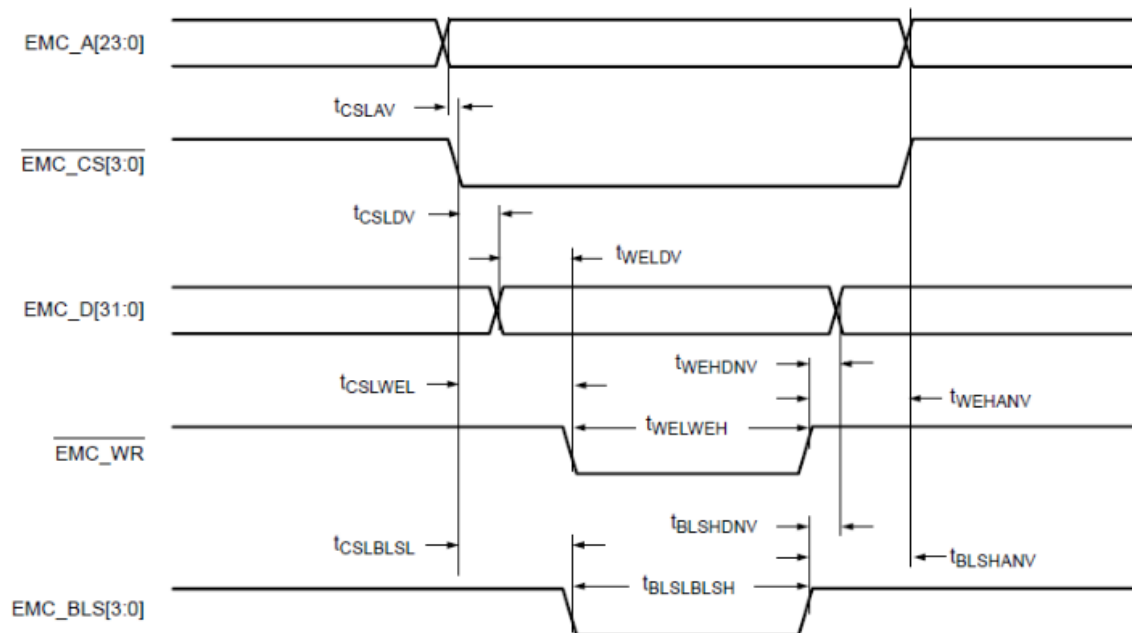 EMC_A[23:0]
tCSLAV
EMC_CS[3:0]
tCSLDV
tWELDV
EMC_D[31:0]
tWEHDNV
tCSLWEL
tWEHANV
tWELWEH
EMC_WR
tBLSHDNV
tCSLBLSL
tBLSHANV
tBLSLBLSH
EMC_BLS[3:0]